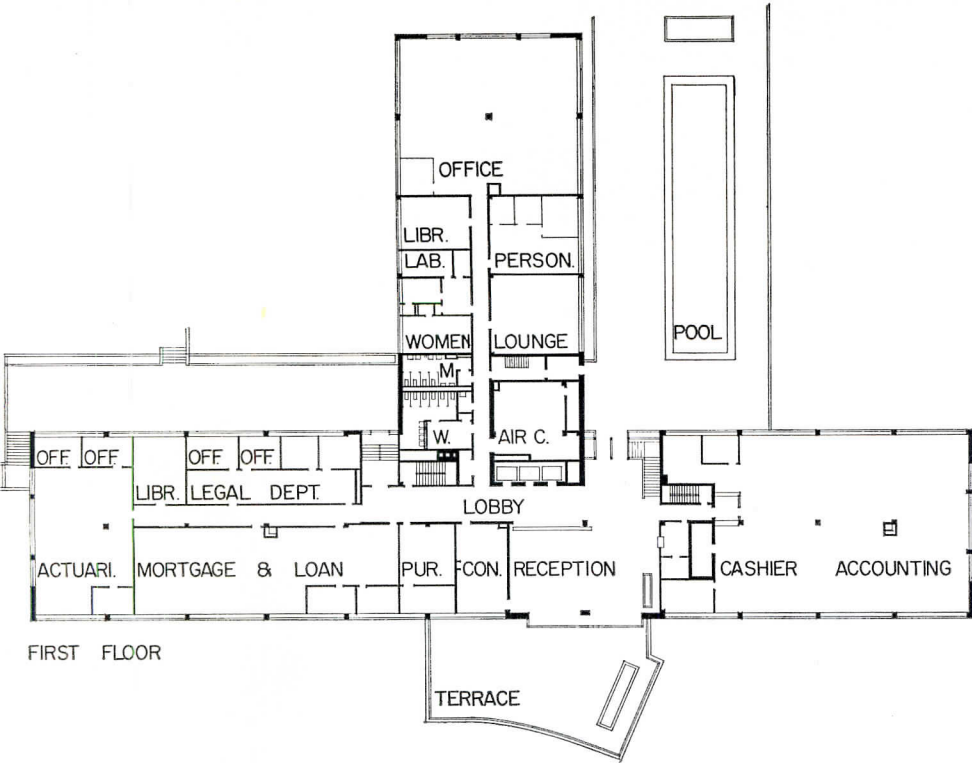 OFFICE
LIBR.
LAB. PERSON.
POOL
WOMEN LOUNGE
M.
W. AIR C.
OFF. OFF. OFF. OFF.
LIBR. LEGAL DEPT.
LOBBY
ACTUARI. MORTGAGE & LOAN PUR. CON. RECEPTION CASHIER ACCOUNTING
FIRST FLOOR
TERRACE